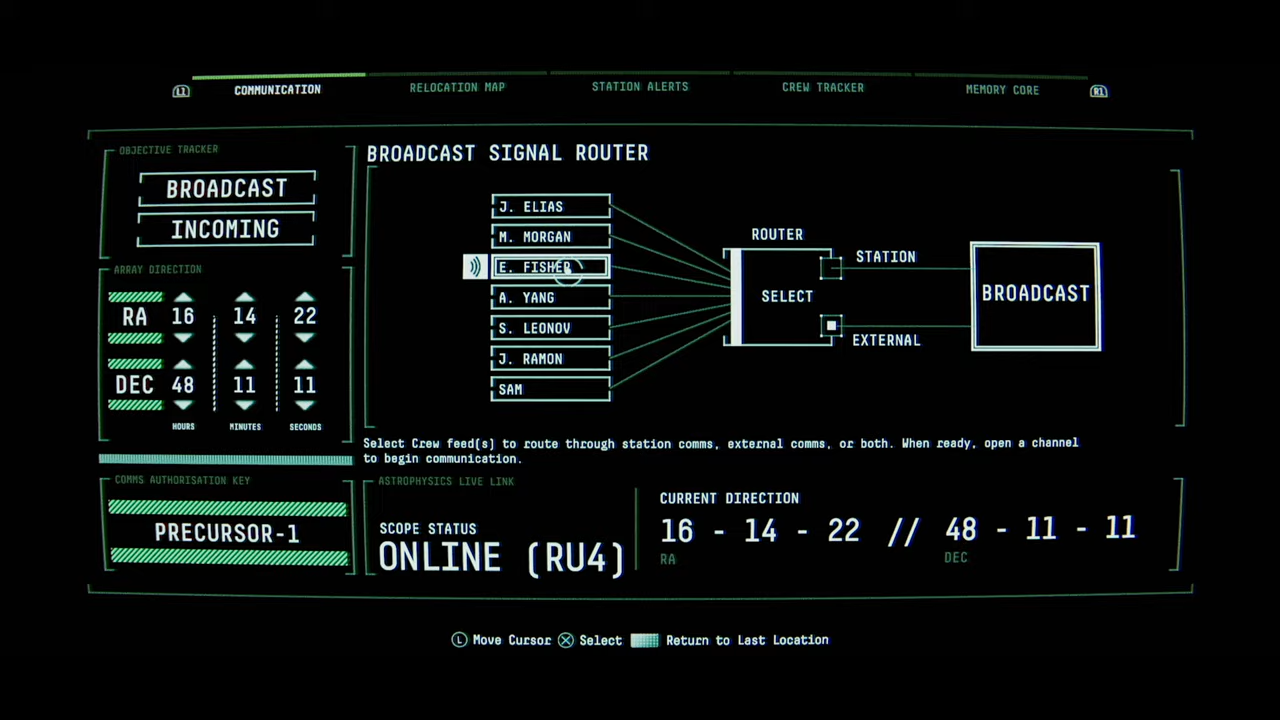 L1 COMMUNICATION RELOCATION MAP STATION ALERTS CREW TRACKER MEMORY CORE R1
OBJECTIVE TRACKER
BROADCAST
INCOMING
ARRAY DIRECTION
RA 16 14 22
DEC 48 11 11
HOURS MINUTES SECONDS
COMMS AUTHORISATION KEY
PRECURSOR-1
BROADCAST SIGNAL ROUTER
J. ELIAS
M. MORGAN
E. FISHER
A. YANG
S. LEONOV
J. RAMON
SAM
ROUTER
SELECT
STATION
EXTERNAL
BROADCAST
Select Crew feed(s) to route through station comms, external comms, or both. When ready, open a channel
to begin communication.
ASTROPHYSICS LIVE LINK
SCOPE STATUS
ONLINE (RU4)
CURRENT DIRECTION
16 - 14 - 22 // 48 - 11 - 11
RA DEC
L Move Cursor X Select Return to Last Location